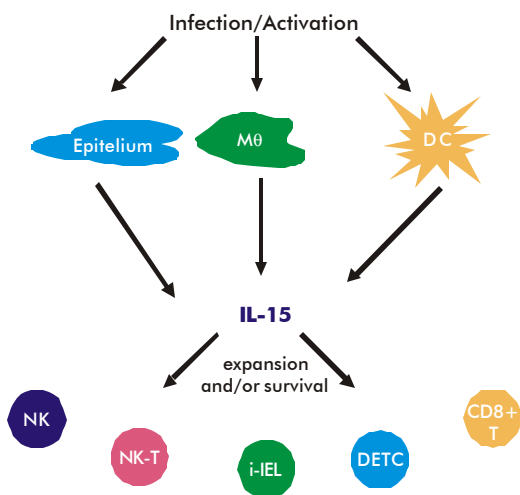 Infection/Activation
Epitelium
Mθ
DC
IL-15
expansion
and/or survival
NK
NK-T
i-IEL
DETC
CD8+
T